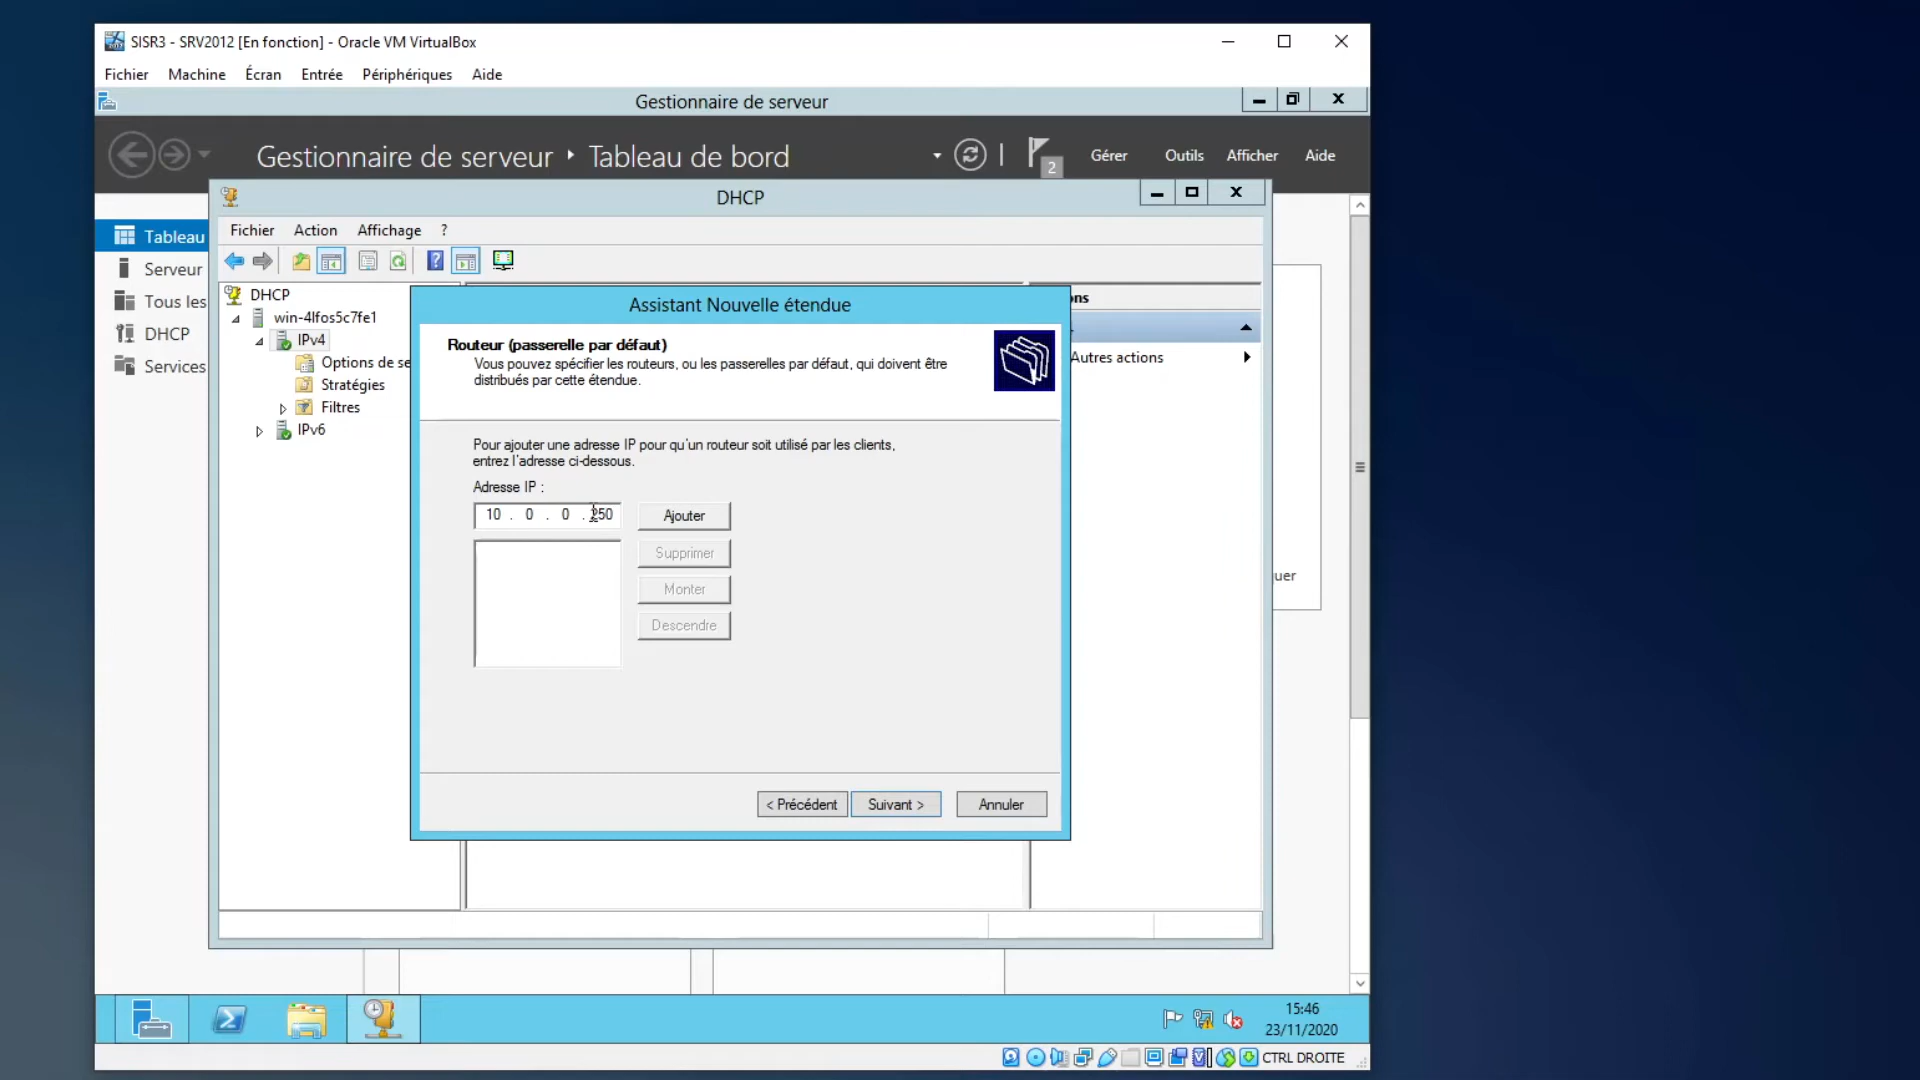 SISR3 - SRV2012 [En fonction] - Oracle VM VirtualBox
Fichier Machine Écran Entrée Périphériques Aide
Gestionnaire de serveur
Gestionnaire de serveur ‣ Tableau de bord
2
Gérer Outils Afficher Aide
DHCP
Tableau
Serveur
Tous les
DHCP
Services
Fichier Action Affichage ?
DHCP
win-4lfos5c7fe1
IPv4
Options de se
Stratégies
Filtres
IPv6
ns
Autres actions
uer
Assistant Nouvelle étendue
Routeur (passerelle par défaut)
Vous pouvez spécifier les routeurs, ou les passerelles par défaut, qui doivent être
distribués par cette étendue.
Pour ajouter une adresse IP pour qu'un routeur soit utilisé par les clients,
entrez l'adresse ci-dessous.
Adresse IP :
10 . 0 . 0 . 250
Ajouter
Supprimer
Monter
Descendre
< Précédent Suivant > Annuler
15:46
23/11/2020
CTRL DROITE